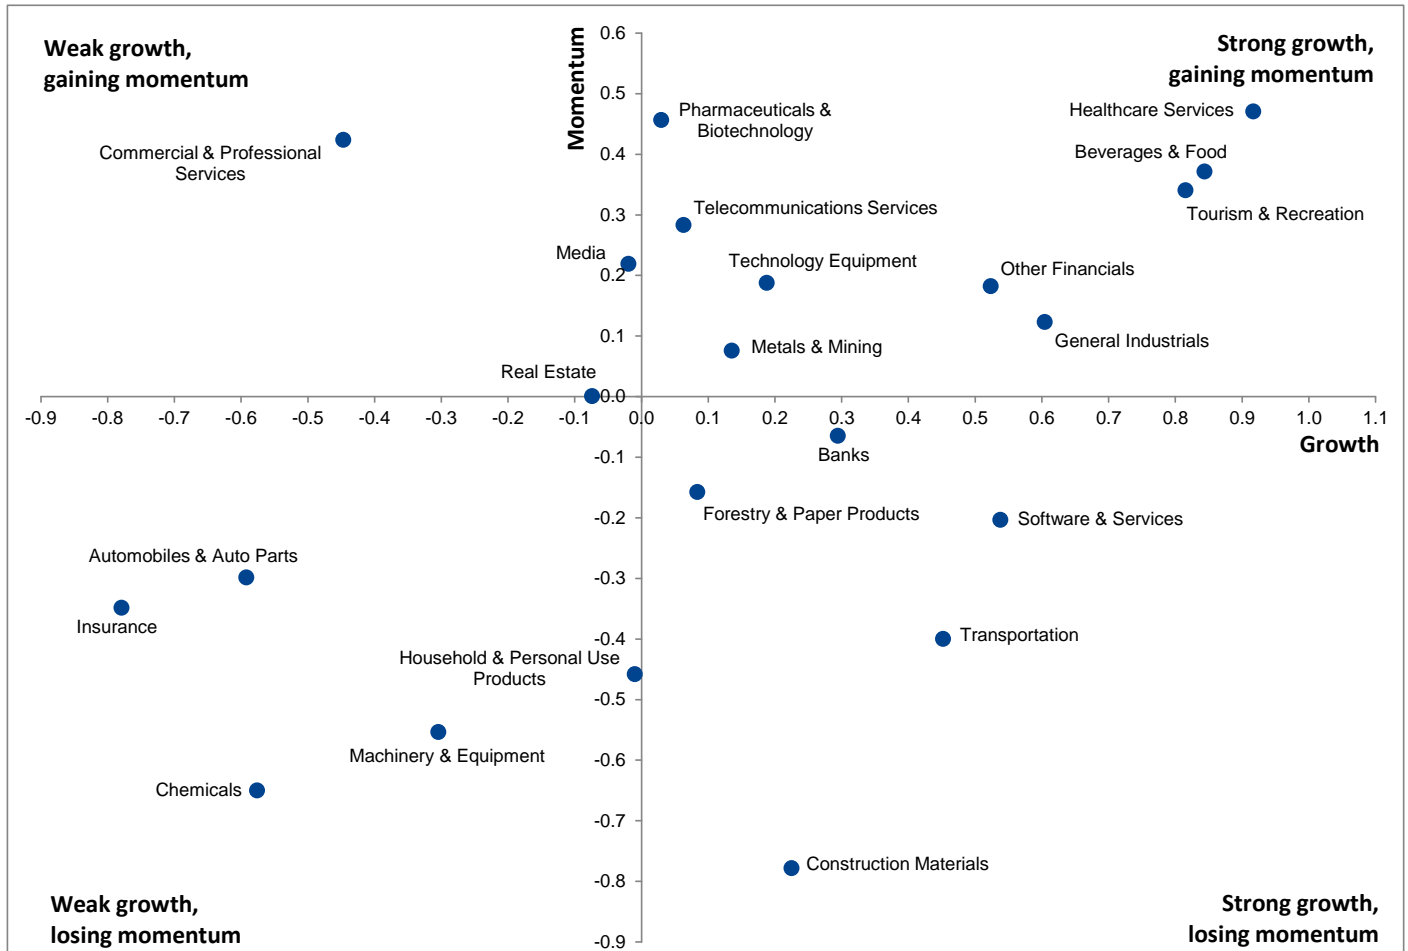 Weak growth,
gaining momentum
Strong growth,
gaining momentum
Momentum
0.6
0.5
0.4
0.3
0.2
0.1
0.0
-0.1
-0.2
-0.3
-0.4
-0.5
-0.6
-0.7
-0.8
-0.9
Pharmaceuticals &
Biotechnology
Healthcare Services
Commercial & Professional
Services
Beverages & Food
Tourism & Recreation
Telecommunications Services
Media
Technology Equipment
Other Financials
General Industrials
Metals & Mining
Real Estate
-0.9 -0.8 -0.7 -0.6 -0.5 -0.4 -0.3 -0.2 -0.1 0.0 0.1 0.2 0.3 0.4 0.5 0.6 0.7 0.8 0.9 1.0 1.1
Growth
Banks
Forestry & Paper Products
Software & Services
Automobiles & Auto Parts
Insurance
Transportation
Household & Personal Use
Products
Machinery & Equipment
Chemicals
Construction Materials
Weak growth,
losing momentum
Strong growth,
losing momentum